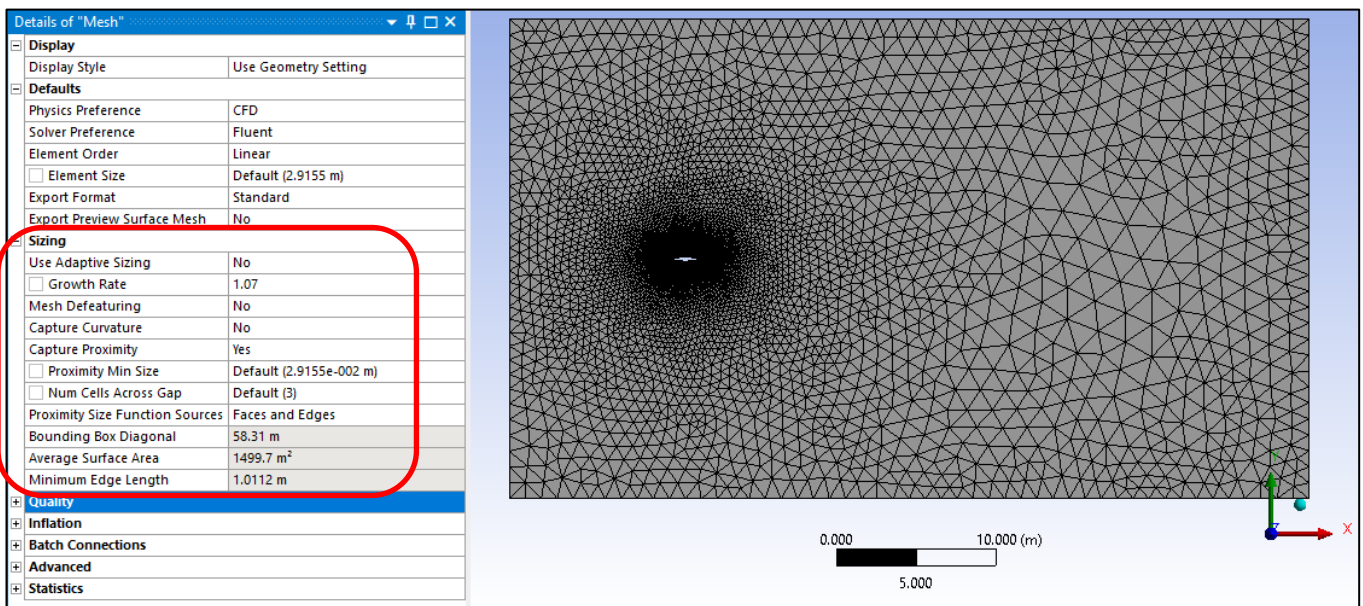 Details of "Mesh"
Display
Display Style Use Geometry Setting
Defaults
Physics Preference CFD
Solver Preference Fluent
Element Order Linear
Element Size Default (2.9155 m)
Export Format Standard
Export Preview Surface Mesh No
Sizing
Use Adaptive Sizing No
Growth Rate 1.07
Mesh Defeaturing No
Capture Curvature No
Capture Proximity Yes
Proximity Min Size Default (2.9155e-002 m)
Num Cells Across Gap Default (3)
Proximity Size Function Sources Faces and Edges
Bounding Box Diagonal 58.31 m
Average Surface Area 1499.7 m²
Minimum Edge Length 1.0112 m
Quality
Inflation
Batch Connections
Advanced
Statistics
Y
Z
X
0.000 10.000 (m)
5.000